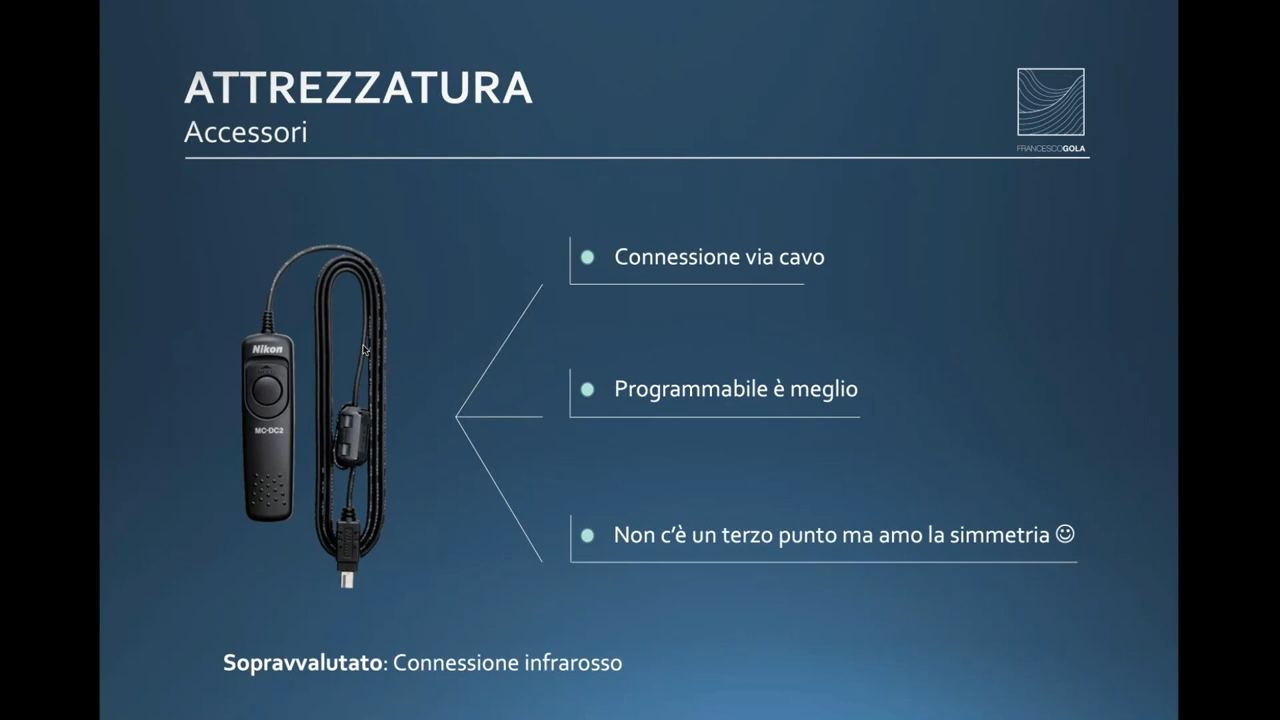 ATTREZZATURA
Accessori
FRANCESCOGOLA
Connessione via cavo
Nikon
Programmabile è meglio
MC-DC2
Non c'è un terzo punto ma amo la simmetria ☺
Sopravvalutato: Connessione infrarosso